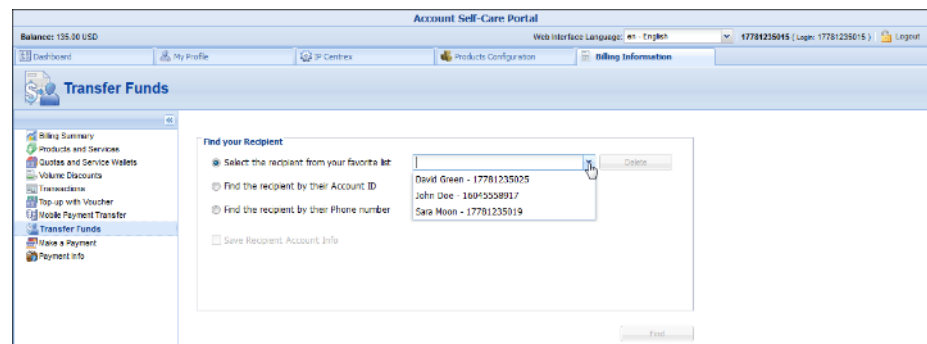 Account Self-Care Portal
Balance: 135.00 USD
Web Interface Language: en - English
17781235015 ( Login: 17781235015 )
Logout
Dashboard
My Profile
IP Centrex
Products Configuration
Billing Information
Transfer Funds
Billing Summary
Products and Services
Quotas and Service Wallets
Volume Discounts
Transactions
Top-up with Voucher
Mobile Payment Transfer
Transfer Funds
Make a Payment
Payment Info
Find your Recipient
Select the recipient from your favorite list
Delete
David Green - 17781235025
John Doe - 16045558917
Sara Moon - 17781235019
Find the recipient by their Account ID
Find the recipient by their Phone number
Save Recipient Account Info
Find